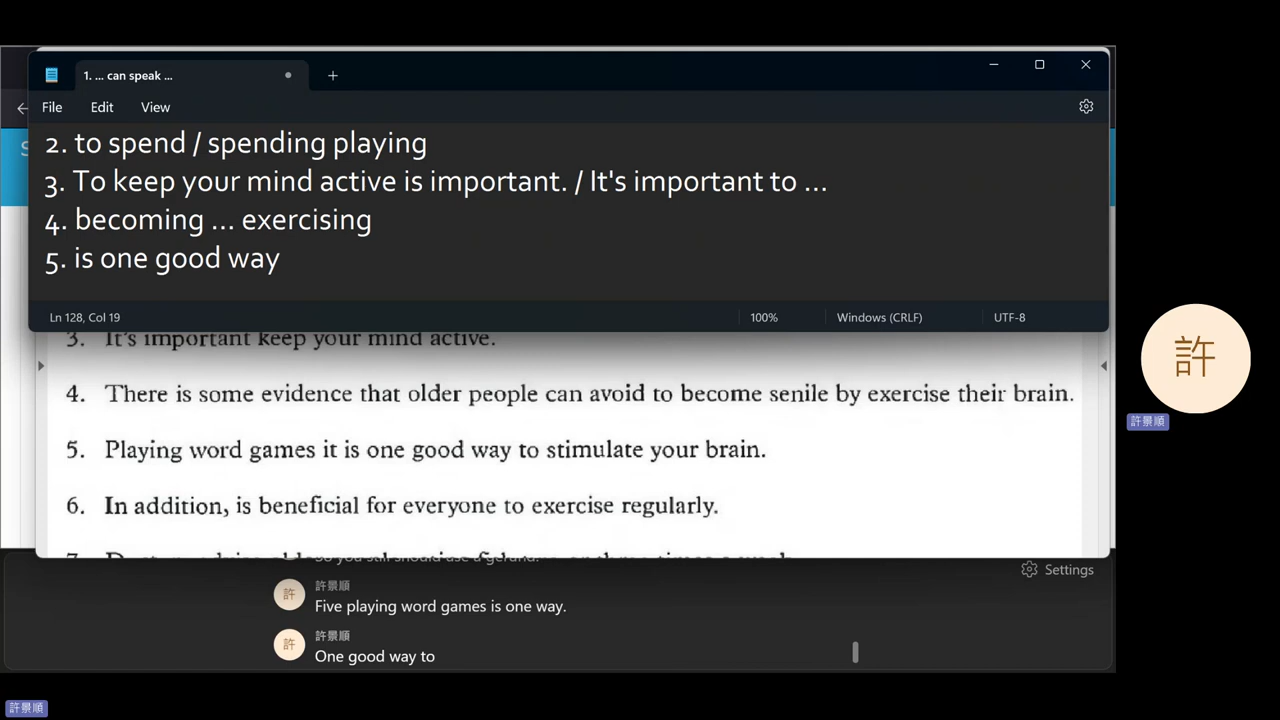 1. ... can speak ...
File
Edit
View
2. to spend / spending playing
3. To keep your mind active is important. / It's important to ...
4. becoming ... exercising
5. is one good way
Ln 128, Col 19
100%
Windows (CRLF)
UTF-8
3. It's important keep your mind active.
4. There is some evidence that older people can avoid to become senile by exercise their brain.
5. Playing word games it is one good way to stimulate your brain.
6. In addition, is beneficial for everyone to exercise regularly.
Settings
許
許景順
Five playing word games is one way.
許
許景順
One good way to
許
許景順
許景順